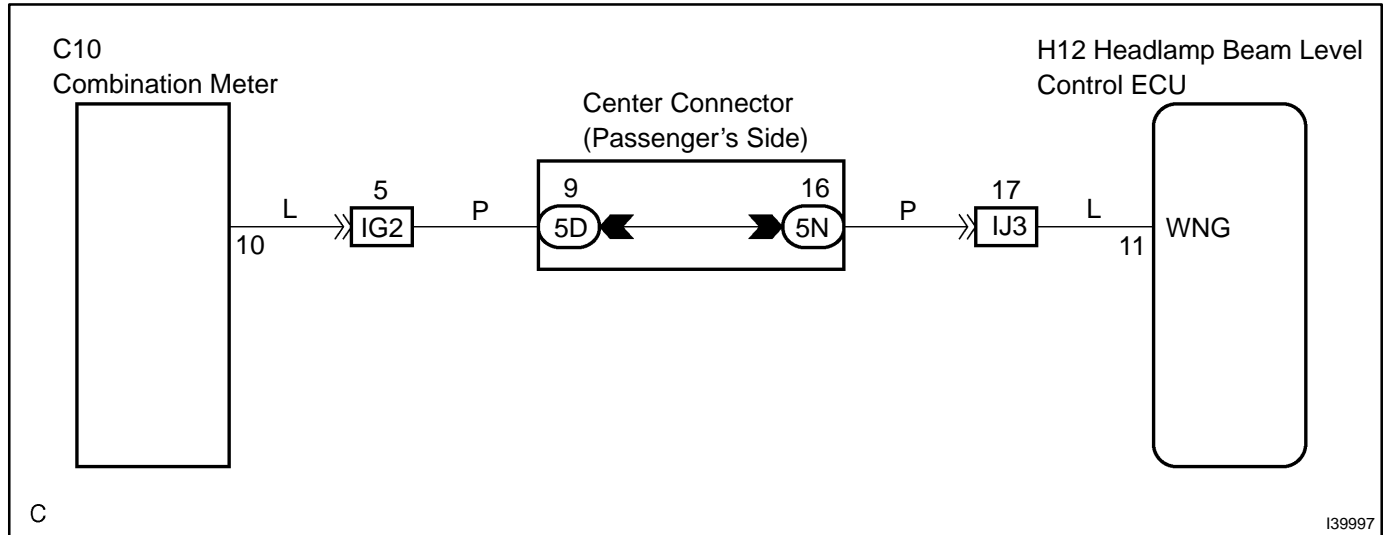 C10
Combination Meter
H12 Headlamp Beam Level
Control ECU
Center Connector
(Passenger’s Side)
10
L
5
IG2
P
9
5D
16
5N
P
17
IJ3
L
11
WNG
C
I39997